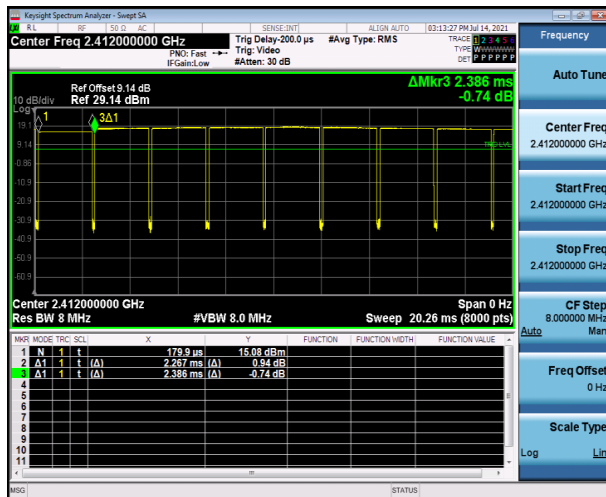 Keysight Spectrum Analyzer - Swept SA
RL RF 50 Ω AC SENSE:INT ALIGN AUTO 03:13:27 PM Jul 14, 2021
Center Freq 2.412000000 GHz
PNO: Fast
IFGain:Low
Trig Delay-200.0 µs
Trig: Video
#Atten: 30 dB
#Avg Type: RMS
TRACE 1 2 3 4 5 6
TYPE WWWWWW
DET P P P P P P
Frequency
Auto Tune
Center Freq
2.412000000 GHz
Start Freq
2.412000000 GHz
Stop Freq
2.412000000 GHz
CF Step
8.000000 MHz
Auto Man
Freq Offset
0 Hz
Scale Type
Log Lin
ΔMkr3 2.386 ms
-0.74 dB
Ref Offset 9.14 dB
10 dB/div Ref 29.14 dBm
Log
1
3Δ1
19.1
9.14
-0.86
-10.9
-20.9
-30.9
-40.9
-50.9
-60.9
TRIG LVL
Center 2.412000000 GHz Span 0 Hz
Res BW 8 MHz #VBW 8.0 MHz Sweep 20.26 ms (8000 pts)
MKR MODE TRC SCL X Y FUNCTION FUNCTION WIDTH FUNCTION VALUE
1 N 1 t 179.9 µs 15.08 dBm
2 Δ1 1 t (Δ) 2.267 ms (Δ) 0.94 dB
3 Δ1 1 t (Δ) 2.386 ms (Δ) -0.74 dB
4
5
6
7
8
9
10
11
MSG STATUS